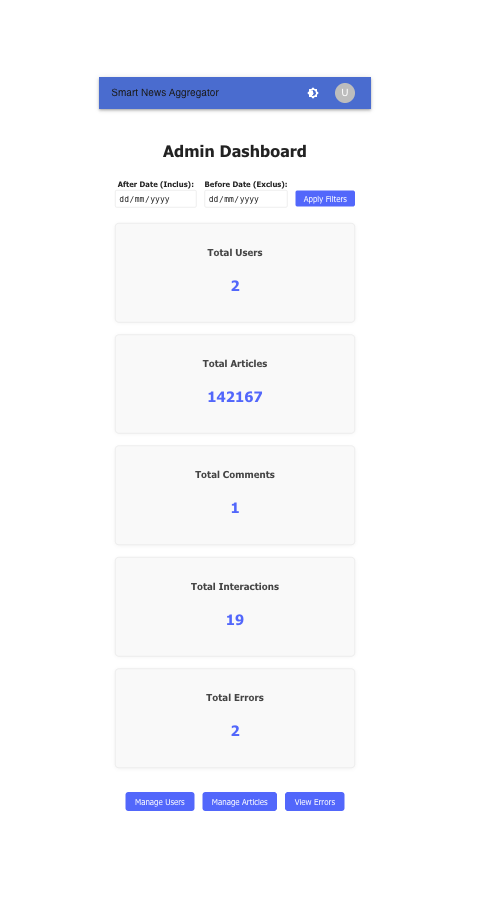 Smart News Aggregator
U
Admin Dashboard
After Date (Inclus): Before Date (Exclus):
dd/mm/yyyy dd/mm/yyyy Apply Filters
Total Users
2
Total Articles
142167
Total Comments
1
Total Interactions
19
Total Errors
2
Manage Users Manage Articles View Errors